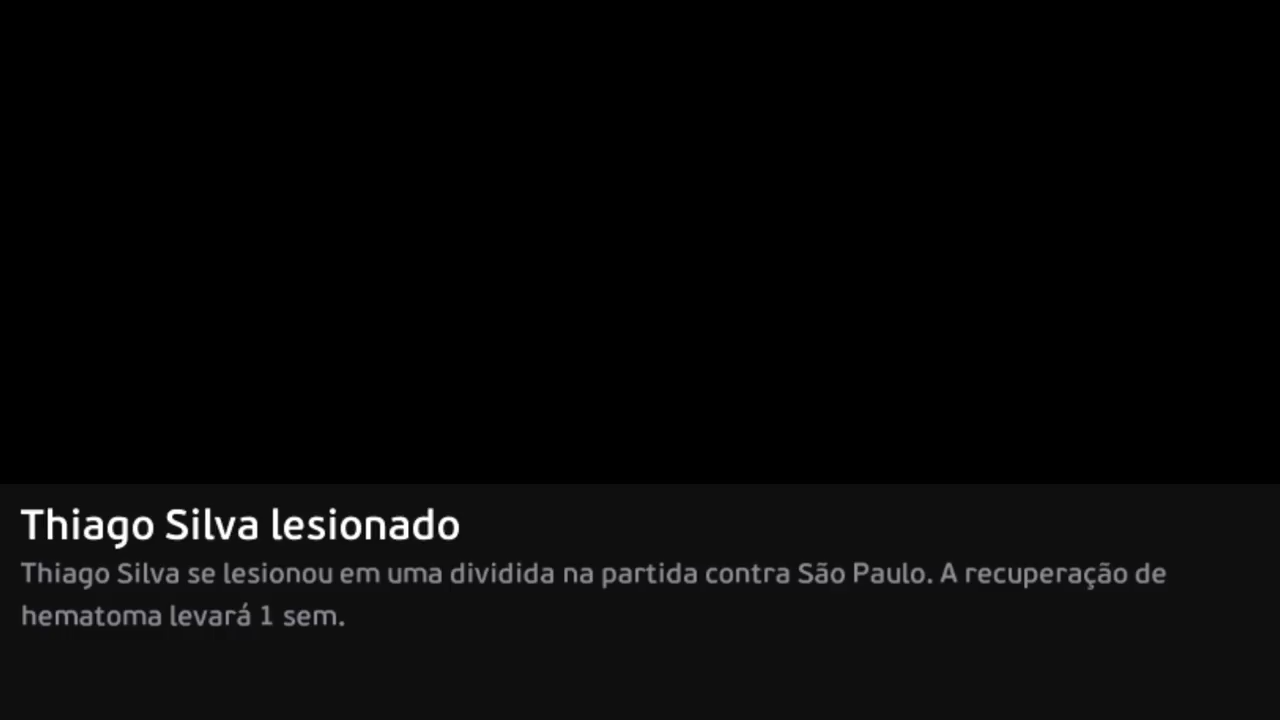 Thiago Silva lesionado
Thiago Silva se lesionou em uma dividida na partida contra São Paulo. A recuperação de
hematoma levará 1 sem.